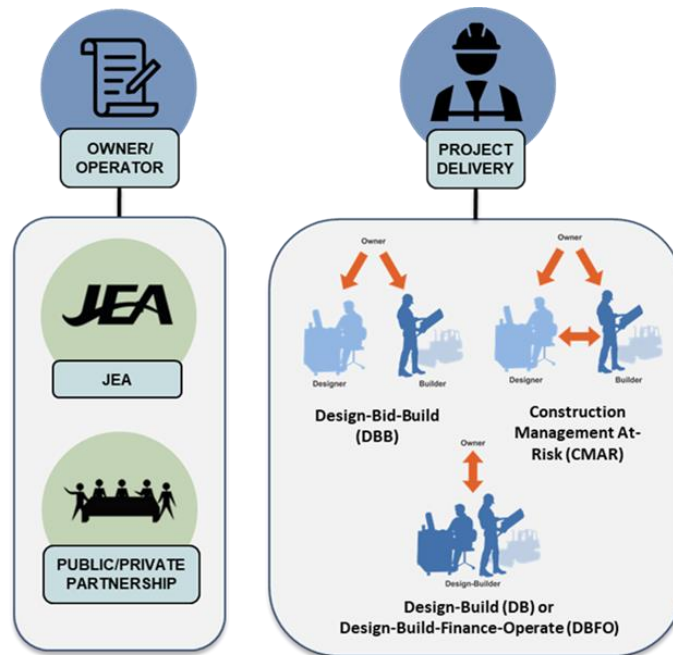 OWNER/
OPERATOR
JEA
JEA
PUBLIC/PRIVATE
PARTNERSHIP
PROJECT
DELIVERY
Owner
Designer
Builder
Design-Bid-Build
(DBB)
Owner
Designer
Builder
Construction
Management At-
Risk (CMAR)
Owner
Design-Builder
Design-Build (DB) or
Design-Build-Finance-Operate (DBFO)